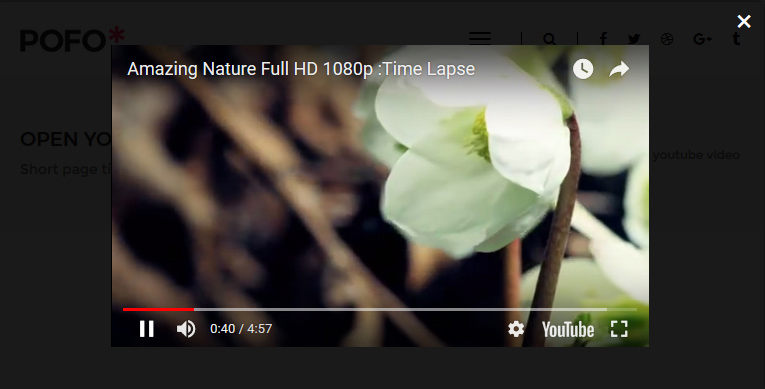 POFO*
Amazing Nature Full HD 1080p :Time Lapse
OPEN YO
youtube video
Short page ti
0:40 / 4:57
YouTube